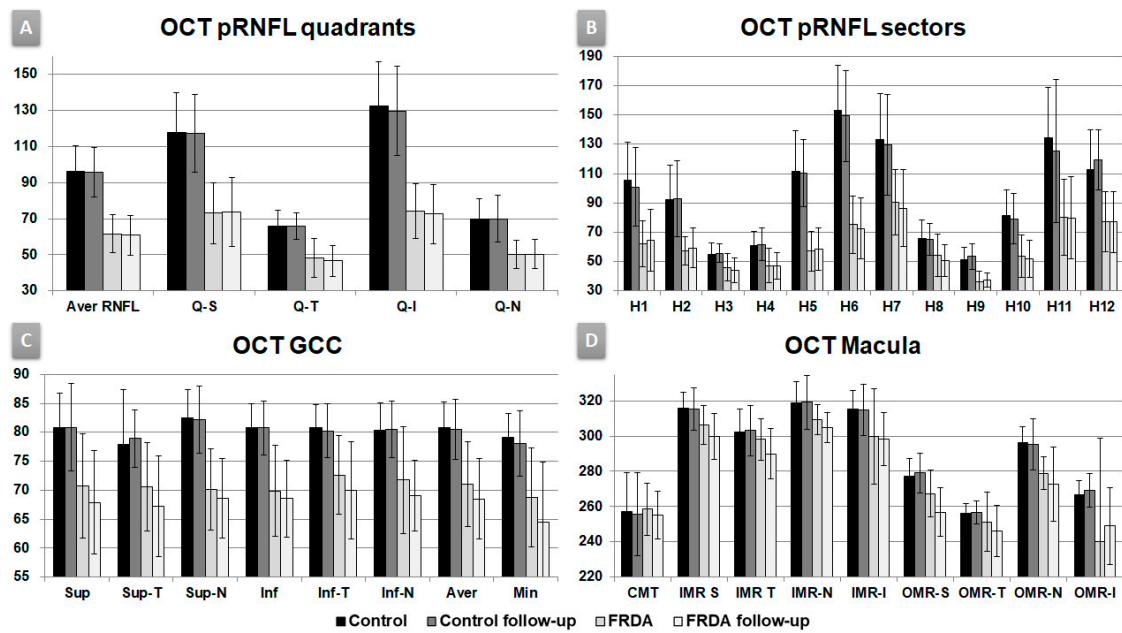 A
OCT pRNFL quadrants
150
130
110
90
70
50
30
Aver RNFL Q-S Q-T Q-I Q-N
B
OCT pRNFL sectors
190
170
150
130
110
90
70
50
30
H1 H2 H3 H4 H5 H6 H7 H8 H9 H10 H11 H12
C
OCT GCC
90
85
80
75
70
65
60
55
Sup Sup-T Sup-N Inf Inf-T Inf-N Aver Min
D
OCT Macula
320
300
280
260
240
220
CMT IMR S IMR T IMR-N IMR-I OMR-S OMR-T OMR-N OMR-I
Control Control follow-up FRDA FRDA follow-up